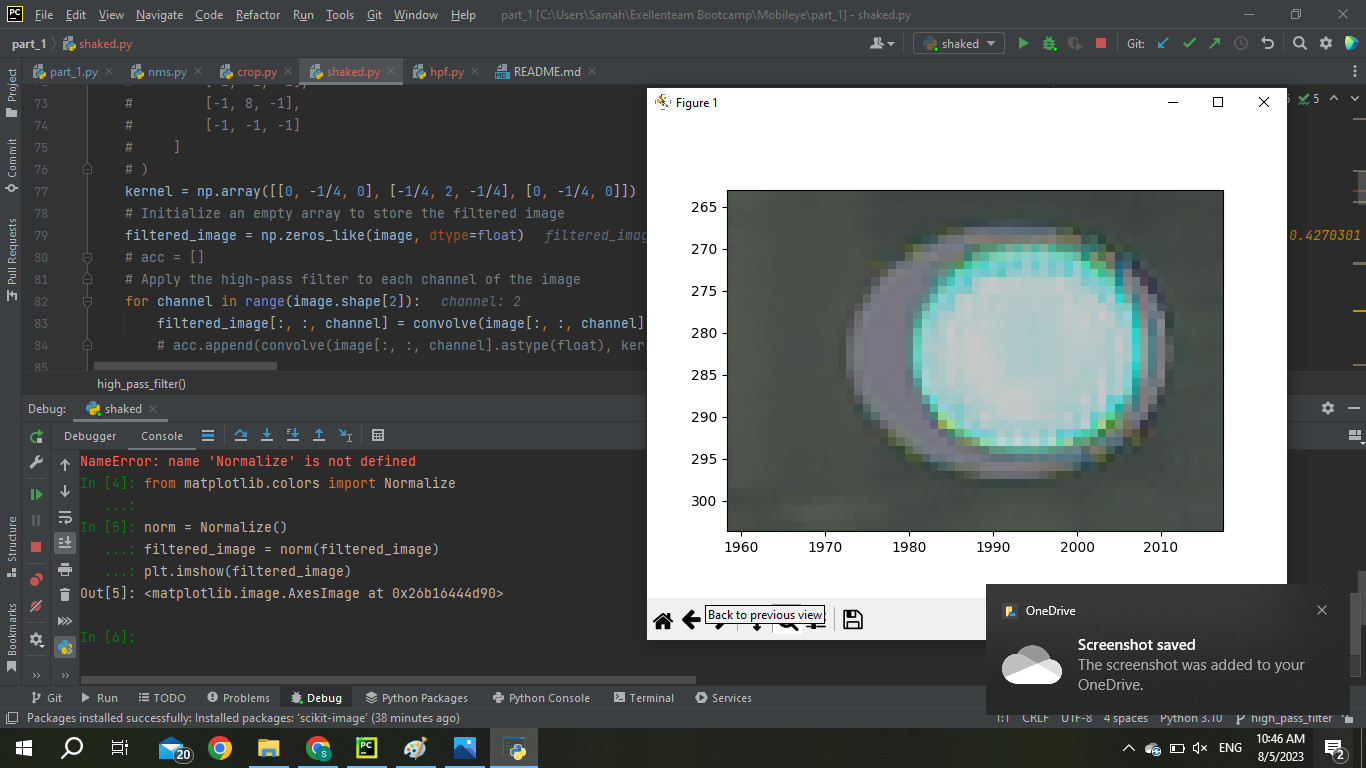 File Edit View Navigate Code Refactor Run Tools Git Window Help part_1 [C:\Users\Samah\Exellenteam Bootcamp\Mobileye\part_1] - shaked.py
part_1 shaked.py
shaked
Git:
part_1.py
nms.py
crop.py
shaked.py
hpf.py
README.md
Project
Commit
Pull Requests
Structure
Bookmarks
73 # [-1, 8, -1],
74 # [-1, -1, -1]
75 # ]
76 # )
77 kernel = np.array([[0, -1/4, 0], [-1/4, 2, -1/4], [0, -1/4, 0]])
78 # Initialize an empty array to store the filtered image
79 filtered_image = np.zeros_like(image, dtype=float) filtered_imag
80 # acc = []
81 # Apply the high-pass filter to each channel of the image
82 for channel in range(image.shape[2]): channel: 2
83 filtered_image[:, :, channel] = convolve(image[:, :, channel]
84 # acc.append(convolve(image[:, :, channel].astype(float), ker
85
5
0.4270301
high_pass_filter()
Debug: shaked
Debugger Console
NameError: name 'Normalize' is not defined
In [4]: from matplotlib.colors import Normalize
...:
In [5]: norm = Normalize()
...: filtered_image = norm(filtered_image)
...: plt.imshow(filtered_image)
Out[5]: <matplotlib.image.AxesImage at 0x26b16444d90>
In [6]:
Figure 1
265
270
275
280
285
290
295
300
1960 1970 1980 1990 2000 2010
Back to previous view
OneDrive
Screenshot saved
The screenshot was added to your
OneDrive.
Git Run TODO Problems Debug Python Packages Python Console Terminal Services
Packages installed successfully: Installed packages: 'scikit-image' (38 minutes ago)
1:1 CRLF UTF-8 4 spaces Python 3.10 high_pass_filter
20
ENG
10:46 AM
8/5/2023
2